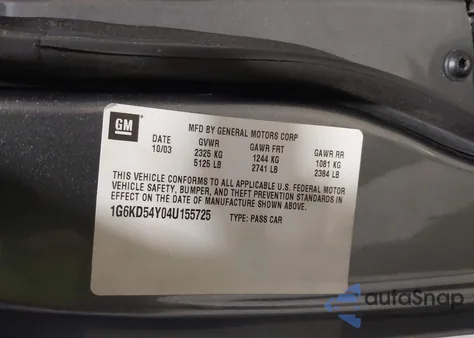 GM
MFD BY GENERAL MOTORS CORP
DATE GVWR GAWR FRT GAWR RR
10/03 2325 KG 1244 KG 1081 KG
5125 LB 2741 LB 2384 LB
THIS VEHICLE CONFORMS TO ALL APPLICABLE U.S. FEDERAL MOTOR
VEHICLE SAFETY, BUMPER, AND THEFT PREVENTION STANDARDS IN
EFFECT ON THE DATE OF MANUFACTURE SHOWN ABOVE.
1G6KD54Y04U155725 TYPE: PASS CAR
autoSnap